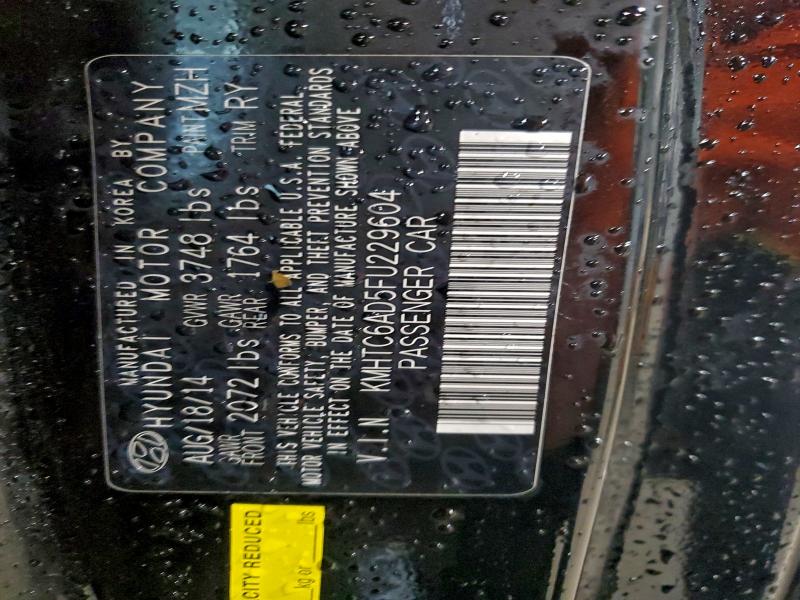 MANUFACTURED IN KOREA BY
HYUNDAI MOTOR COMPANY
AUG/18/14 GVWR 3748 lbs PAINT MZH
GAWR FRONT 2072 lbs GAWR REAR 1764 lbs TRIM RY
THIS VEHICLE CONFORMS TO ALL APPLICABLE U.S.A. FEDERAL
MOTOR VEHICLE SAFETY, BUMPER, AND THEFT PREVENTION STANDARDS
IN EFFECT ON THE DATE OF MANUFACTURE SHOWN ABOVE
V.I.N. KMHTC6AD5FU229604
PASSENGER CAR
CITY REDUCED
kg or ____ lbs